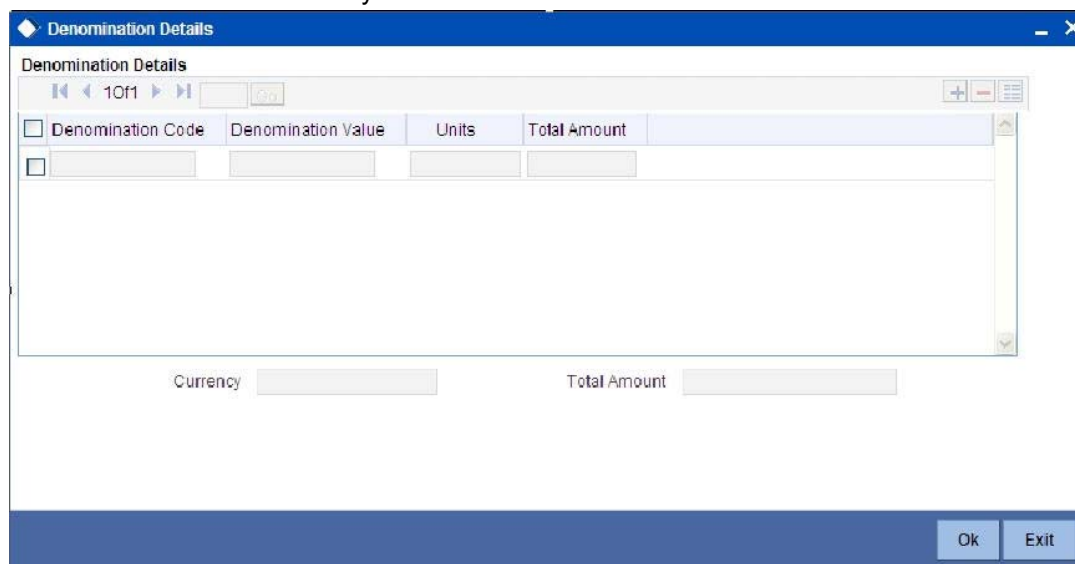 Denomination Details
Denomination Details
1Of1 Go
Denomination Code Denomination Value Units Total Amount
Currency Total Amount
Ok Exit